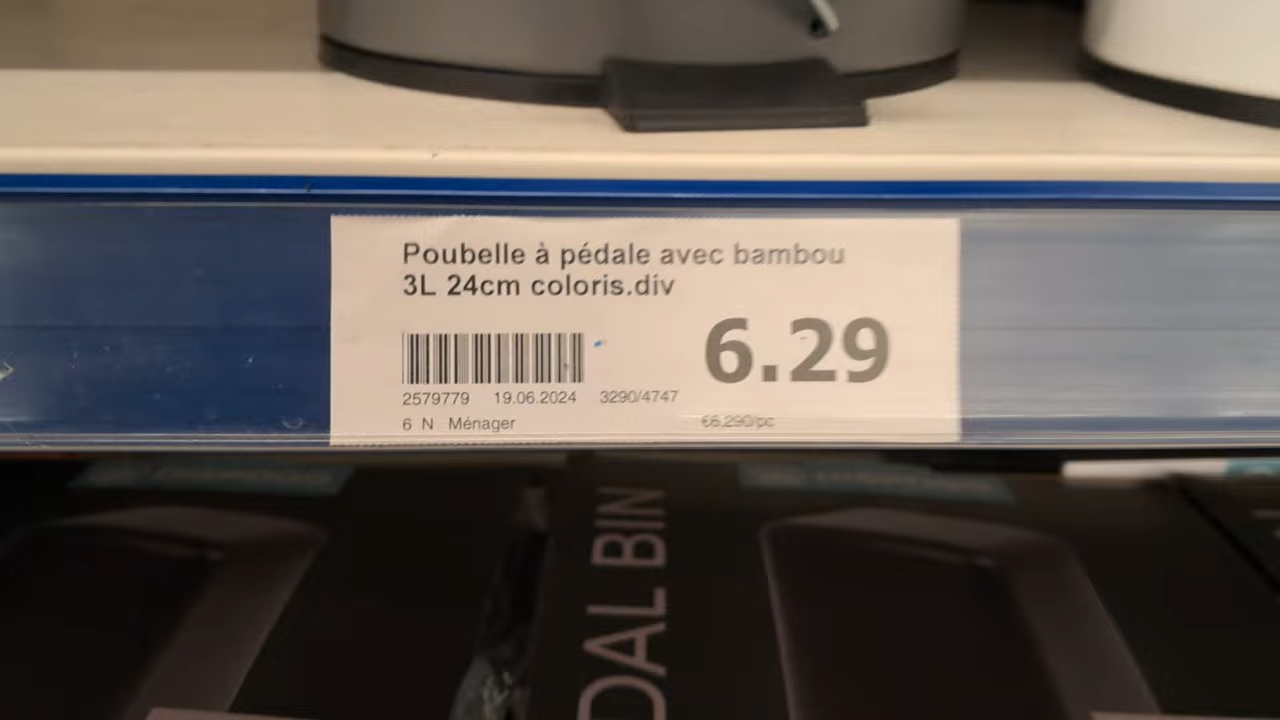 Poubelle à pédale avec bambou
3L 24cm coloris.div
6.29
2579779 19.06.2024 3290/4747
6 N Ménager
€6,290/pc
DAL BIN